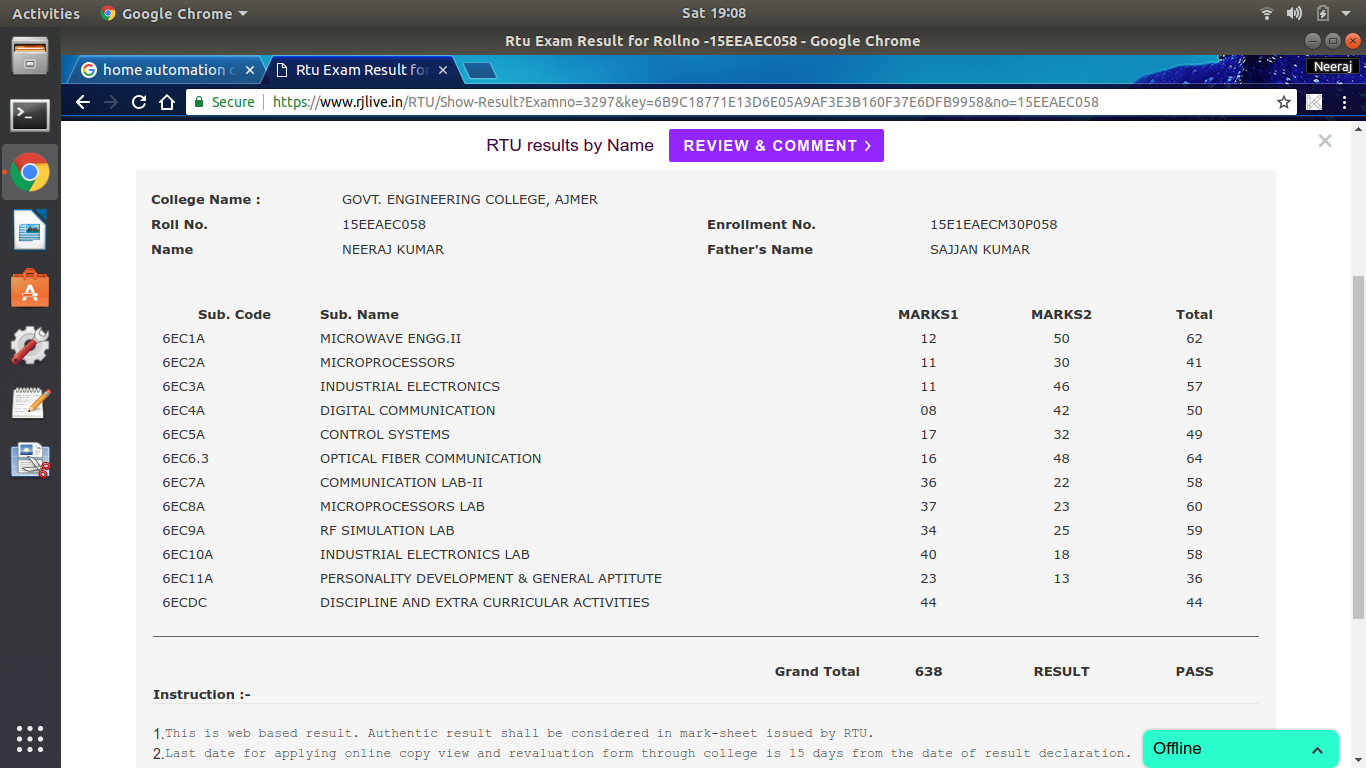 Activities Google Chrome Sat 19:08
Rtu Exam Result for Rollno -15EEAEC058 - Google Chrome
home automation Rtu Exam Result for Neeraj
Secure https://www.rjlive.in/RTU/Show-Result?Examno=3297&key=6B9C18771E13D6E05A9AF3E3B160F37E6DFB9958&no=15EEAEC058
RTU results by Name REVIEW & COMMENT
College Name : GOVT. ENGINEERING COLLEGE, AJMER
Roll No. 15EEAEC058 Enrollment No. 15E1EAECM30P058
Name NEERAJ KUMAR Father's Name SAJJAN KUMAR
Sub. Code Sub. Name MARKS1 MARKS2 Total
6EC1A MICROWAVE ENGG.II 12 50 62
6EC2A MICROPROCESSORS 11 30 41
6EC3A INDUSTRIAL ELECTRONICS 11 46 57
6EC4A DIGITAL COMMUNICATION 08 42 50
6EC5A CONTROL SYSTEMS 17 32 49
6EC6.3 OPTICAL FIBER COMMUNICATION 16 48 64
6EC7A COMMUNICATION LAB-II 36 22 58
6EC8A MICROPROCESSORS LAB 37 23 60
6EC9A RF SIMULATION LAB 34 25 59
6EC10A INDUSTRIAL ELECTRONICS LAB 40 18 58
6EC11A PERSONALITY DEVELOPMENT & GENERAL APTITUTE 23 13 36
6ECDC DISCIPLINE AND EXTRA CURRICULAR ACTIVITIES 44 44
Grand Total 638 RESULT PASS
Instruction :-
1.This is web based result. Authentic result shall be considered in mark-sheet issued by RTU.
2.Last date for applying online copy view and revaluation form through college is 15 days from the date of result declaration.
Offline